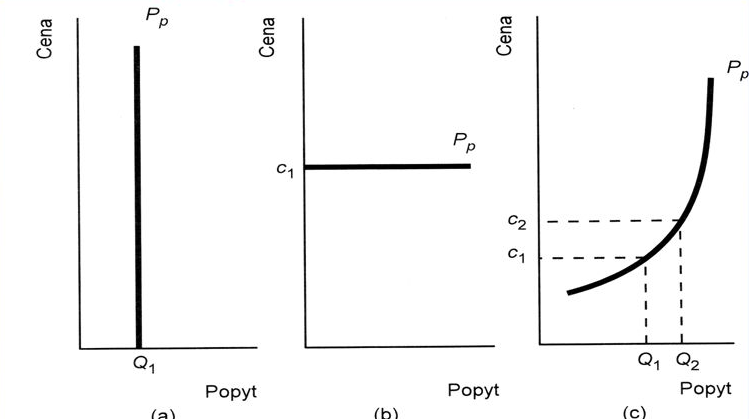 Cena
P_p
Q_1
Popyt
(a)
Cena
P_p
c_1
Popyt
(b)
Cena
P_p
c_2
c_1
Q_1 Q_2
Popyt
(c)